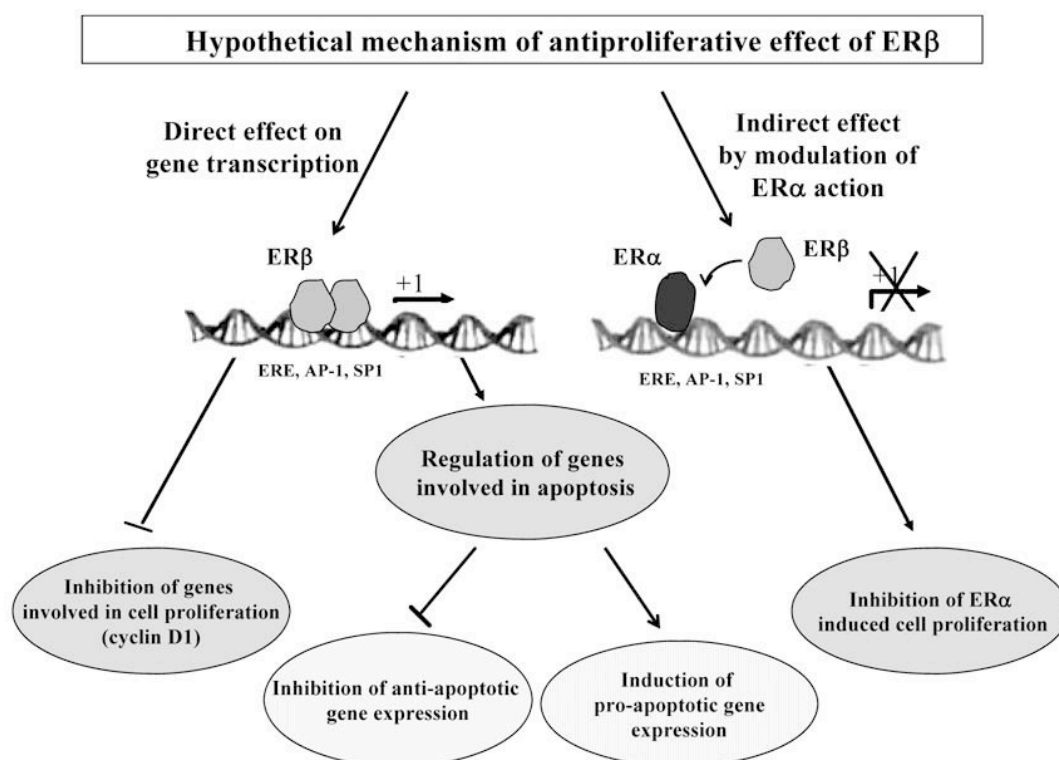 Hypothetical mechanism of antiproliferative effect of ERβ
Direct effect on
gene transcription
Indirect effect
by modulation of
ERα action
ERβ
+1
ERE, AP-1, SP1
ERα
ERβ
+1
ERE, AP-1, SP1
Regulation of genes
involved in apoptosis
Inhibition of genes
involved in cell proliferation
(cyclin D1)
Inhibition of anti-apoptotic
gene expression
Induction of
pro-apoptotic gene
expression
Inhibition of ERα
induced cell proliferation